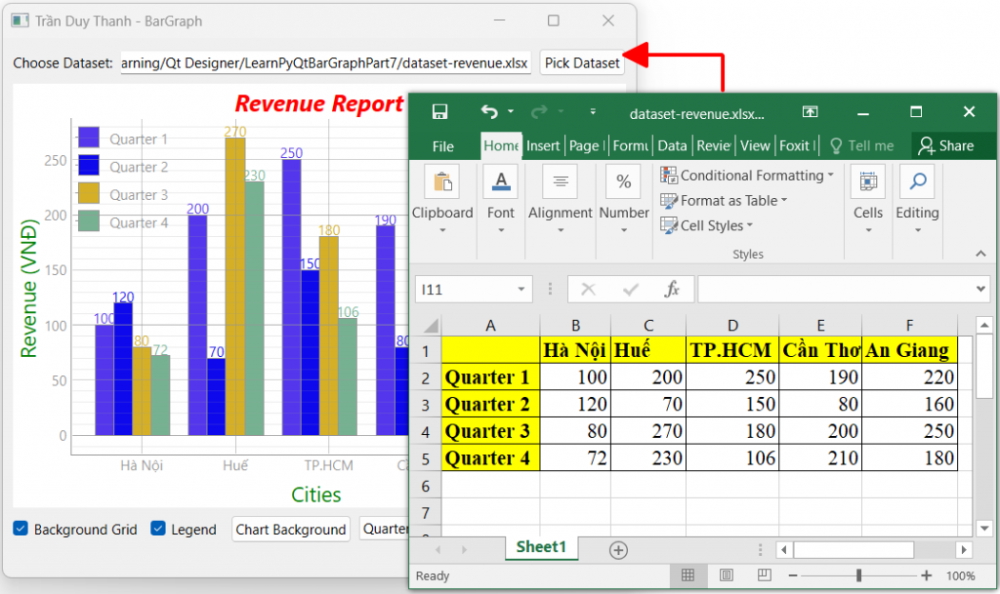 Trần Duy Thanh - BarGraph
Choose Dataset: arning/Qt Designer/LearnPyQtBarGraphPart7/dataset-revenue.xlsx Pick Dataset
Revenue Report
Quarter 1
Quarter 2
Quarter 3
Quarter 4
Revenue (VNĐ)
250
200
150
100
50
0
100
120
80
72
200
70
270
230
250
150
180
106
190
80
Hà Nội Huế TP.HCM
Cities
Background Grid Legend Chart Background Quarter
dataset-revenue.xlsx...
File Home Insert Page Formu Data Revie View Foxit Tell me Share
Clipboard Font Alignment Number
Conditional Formatting
Format as Table
Cell Styles
Styles
Cells Editing
I11 fx
A B C D E F
1 Hà Nội Huế TP.HCM Cần Thơ An Giang
2 Quarter 1 100 200 250 190 220
3 Quarter 2 120 70 150 80 160
4 Quarter 3 80 270 180 200 250
5 Quarter 4 72 230 106 210 180
6
7
Sheet1
Ready 100%